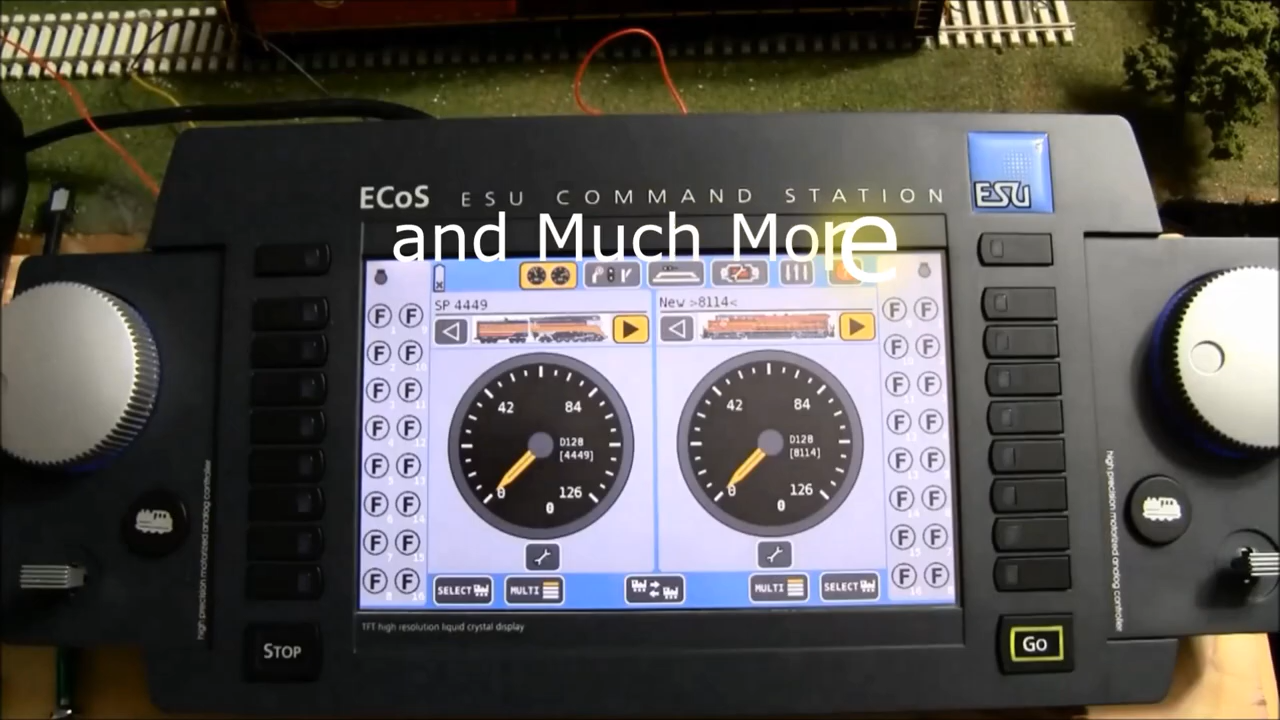 ECoS ESU COMMAND STATION
ESU
and Much More
SP 4449
New >8114<
F F
F F
F F
F F
F F
F F
F F
F F
42 84
D128
[4449]
0 126
0
42 84
D128
[8114]
0 126
0
F F
F F
F F
F F
F F
F F
F F
F F
SELECT
MULTI
MULTI
SELECT
TFT high resolution liquid crystal display
STOP
GO
high precision motorized analog controller
high precision motorized analog controller